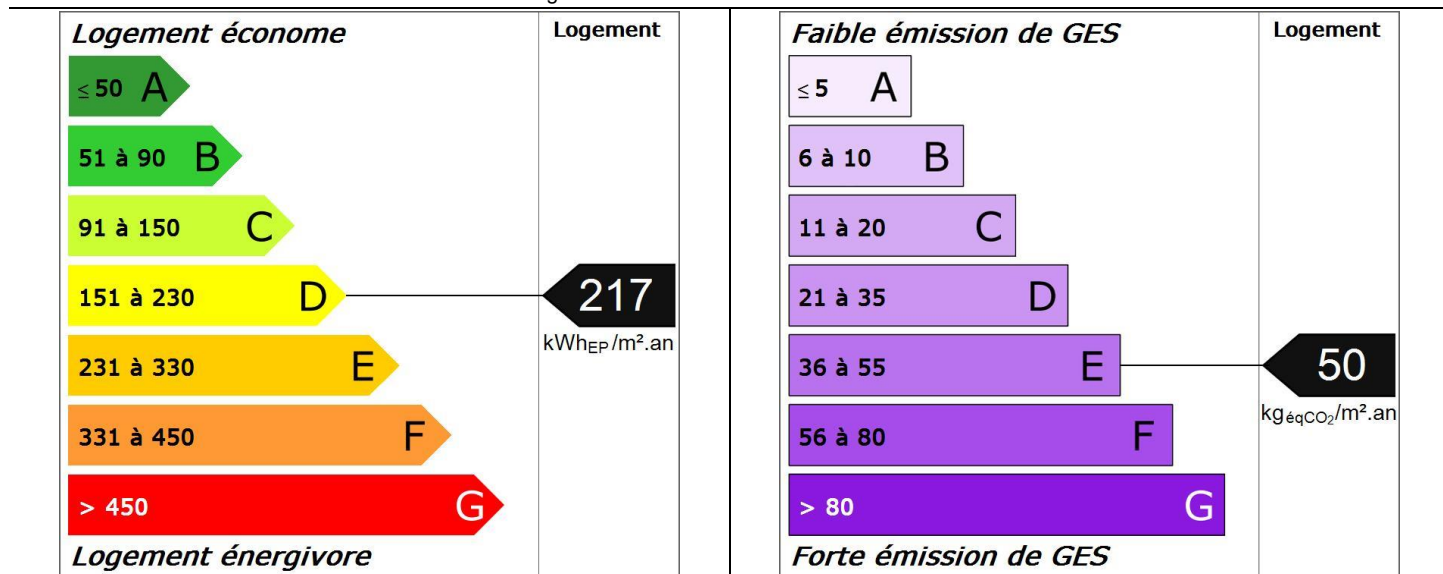 Logement économe Logement
≤ 50 A
51 à 90 B
91 à 150 C
151 à 230 D 217
kWhEP/m².an
231 à 330 E
331 à 450 F
> 450 G
Logement énergivore
Faible émission de GES Logement
≤ 5 A
6 à 10 B
11 à 20 C
21 à 35 D
36 à 55 E 50
kgéqCO₂/m².an
56 à 80 F
> 80 G
Forte émission de GES